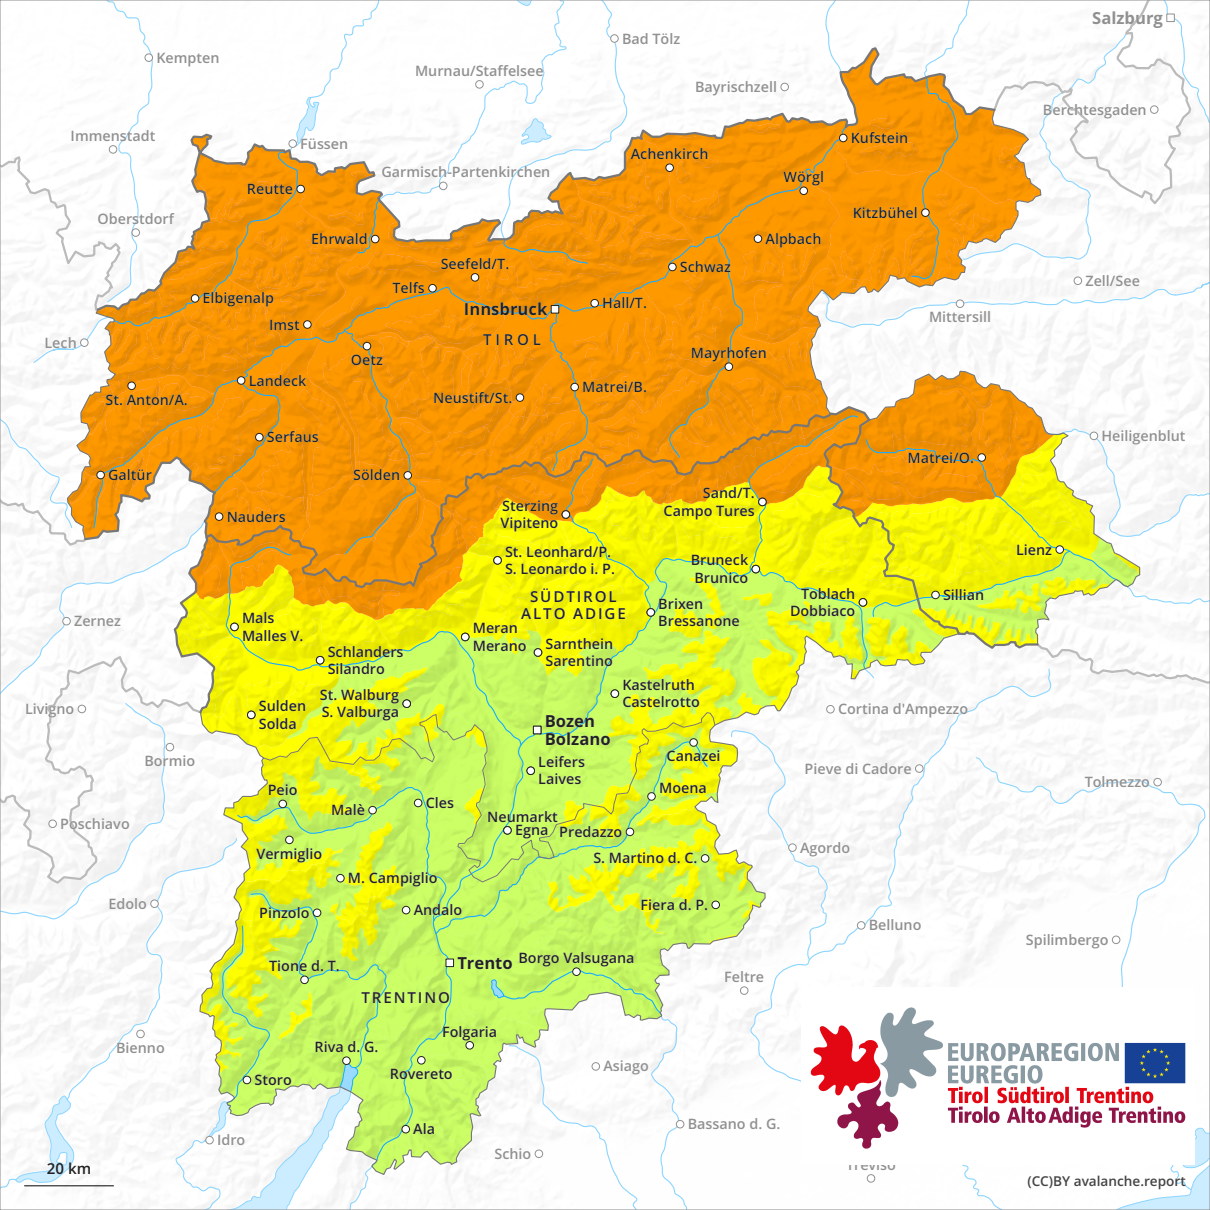 Salzburg
Bad Tölz
Kempten
Murnau/Staffelsee
Bayrischzell
Berchtesgaden
Immenstadt
Füssen
Kufstein
Achenkirch
Garmisch-Partenkirchen
Wörgl
Reutte
Kitzbühel
Oberstdorf
Ehrwald
Alpbach
Seefeld/T.
Schwaz
Zell/See
Telfs
Elbigenalp
Hall/T.
Innsbruck
Mittersill
Imst
TIROL
Lech
Oetz
Mayrhofen
Landeck
Matrei/B.
St. Anton/A.
Neustift/St.
Serfaus
Heiligenblut
Matrei/O.
Galtür
Sölden
Sand/T.
Campo Tures
Sterzing
Vipiteno
Nauders
St. Leonhard/P.
S. Leonardo i. P.
Lienz
Bruneck
Brunico
SÜDTIROL
ALTO ADIGE
Toblach
Dobbiaco
Sillian
Brixen
Bressanone
Mals
Malles V.
Zernez
Meran
Merano
Sarnthein
Sarentino
Schlanders
Silandro
Kastelruth
Castelrotto
St. Walburg
S. Valburga
Sulden
Solda
Livigno
Cortina d'Ampezzo
Bozen
Bolzano
Bormio
Canazei
Leifers
Laives
Pieve di Cadore
Tolmezzo
Peio
Moena
Malè
Cles
Neumarkt
Egna
Predazzo
Poschiavo
Vermiglio
Agordo
S. Martino d. C.
M. Campiglio
Edolo
Pinzolo
Andalo
Fiera d. P.
Belluno
Spilimbergo
Trento
Borgo Valsugana
Tione d. T.
Feltre
TRENTINO
Bienno
Folgaria
Riva d. G.
Rovereto
Asiago
Storo
EUROPAREGION
EUREGIO
Tirol Südtirol Trentino
Tirolo Alto Adige Trentino
Ala
Bassano d. G.
Idro
Schio
Treviso
20 km
(CC)BY avalanche.report